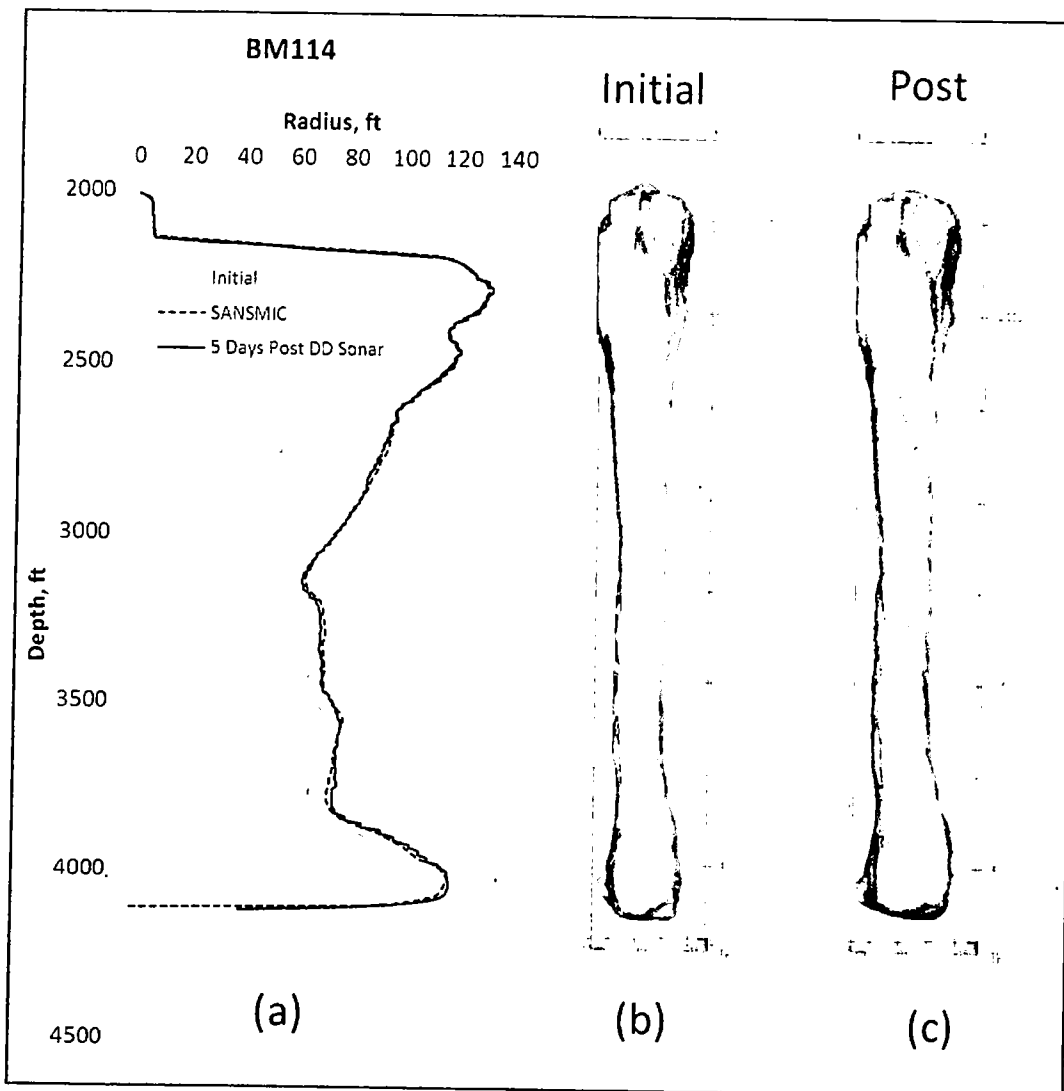 BM114
Radius, ft
0 20 40 60 80 100 120 140
2000
2500
3000
3500
4000
4500
Depth, ft
Initial
SANSMIC
5 Days Post DD Sonar
(a)
Initial
(b)
Post
(c)